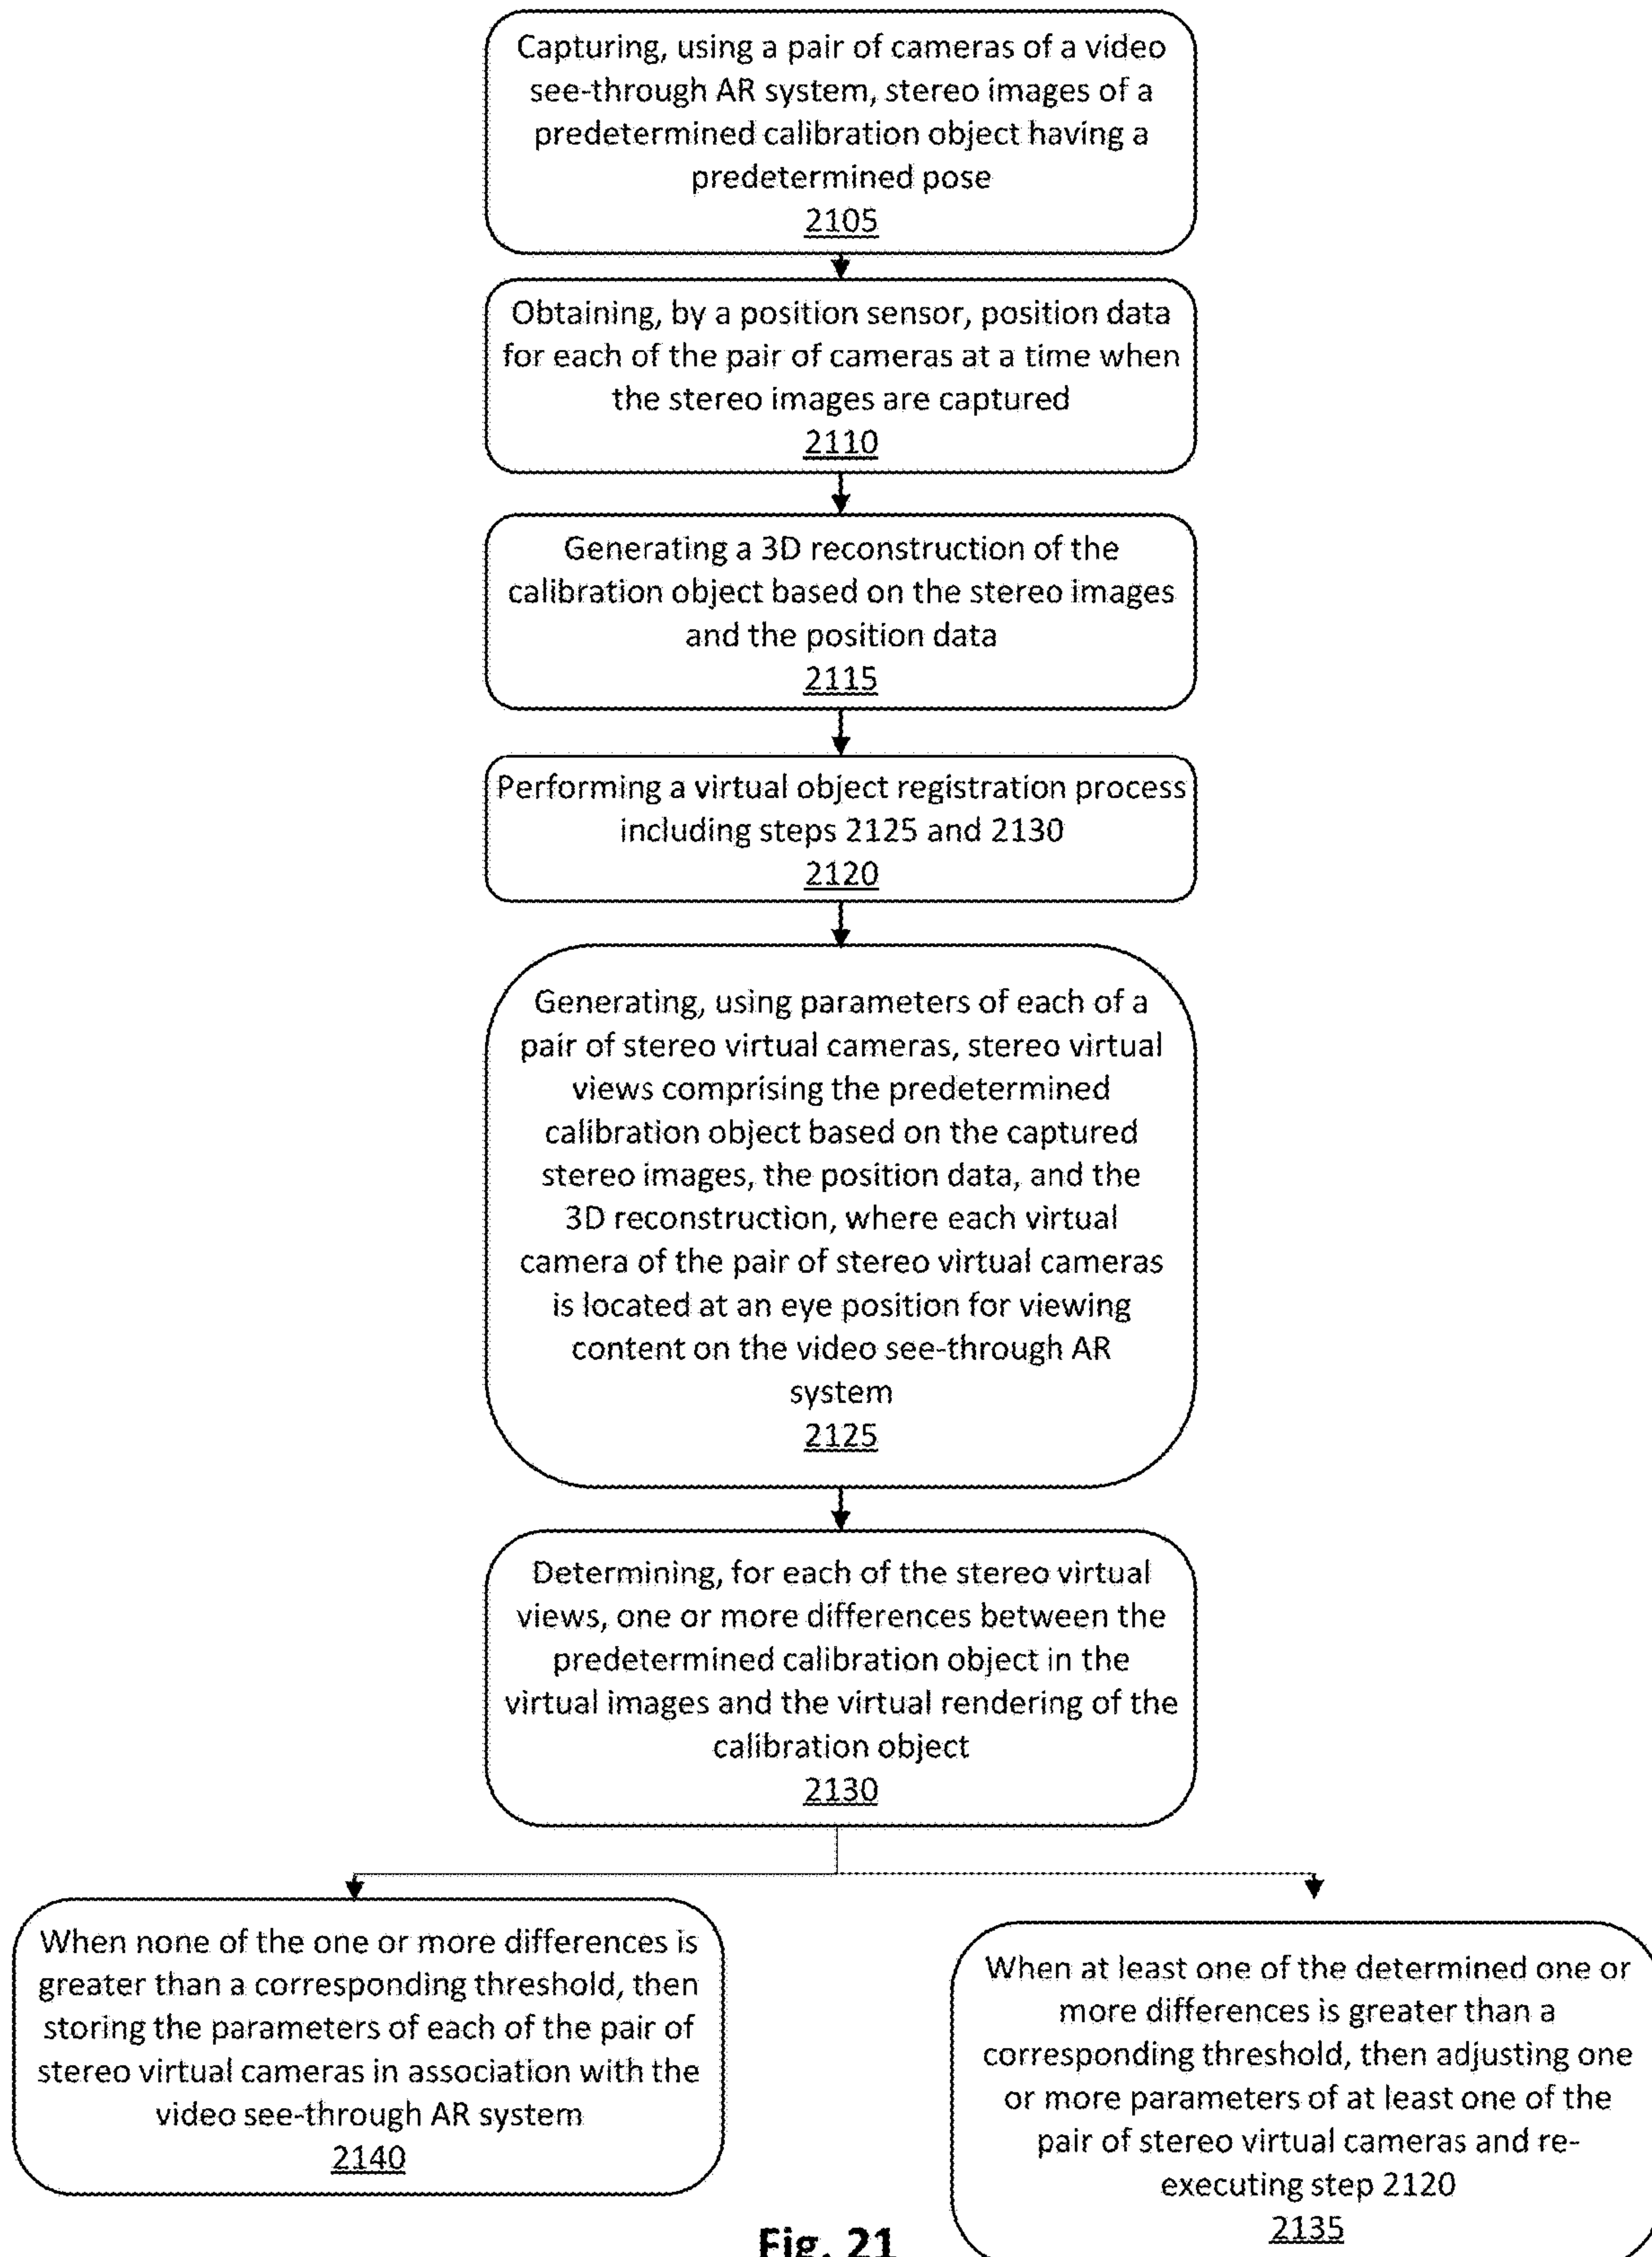 Capturing, using a pair of cameras of a video
see-through AR system, stereo images of a
predetermined calibration object having a
predetermined pose
2105
Obtaining, by a position sensor, position data
for each of the pair of cameras at a time when
the stereo images are captured
2110
Generating a 3D reconstruction of the
calibration object based on the stereo images
and the position data
2115
Performing a virtual object registration process
including steps 2125 and 2130
2120
Generating, using parameters of each of a
pair of stereo virtual cameras, stereo virtual
views comprising the predetermined
calibration object based on the captured
stereo images, the position data, and the
3D reconstruction, where each virtual
camera of the pair of stereo virtual cameras
is located at an eye position for viewing
content on the video see-through AR
system
2125
Determining, for each of the stereo virtual
views, one or more differences between the
predetermined calibration object in the
virtual images and the virtual rendering of the
calibration object
2130
When none of the one or more differences is
greater than a corresponding threshold, then
storing the parameters of each of the pair of
stereo virtual cameras in association with the
video see-through AR system
2140
When at least one of the determined one or
more differences is greater than a
corresponding threshold, then adjusting one
or more parameters of at least one of the
pair of stereo virtual cameras and re-
executing step 2120
2135
Fig. 21